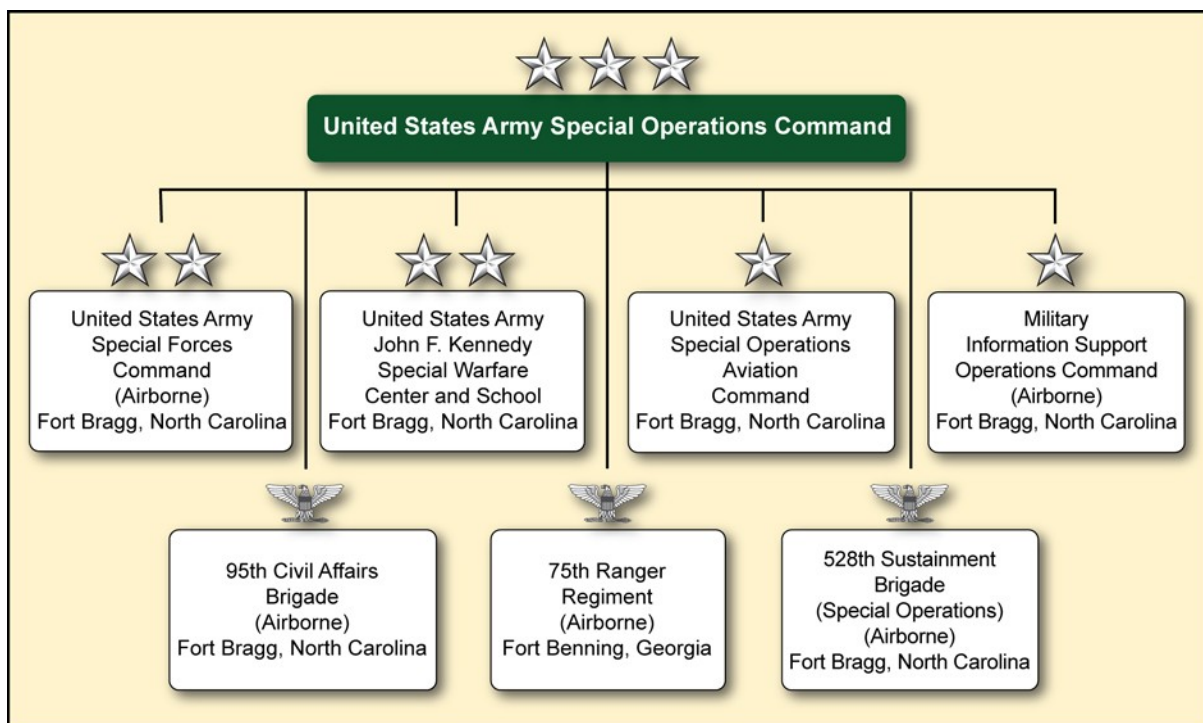 United States Army Special Operations Command
United States Army
Special Forces
Command
(Airborne)
Fort Bragg, North Carolina
United States Army
John F. Kennedy
Special Warfare
Center and School
Fort Bragg, North Carolina
United States Army
Special Operations
Aviation
Command
Fort Bragg, North Carolina
Military
Information Support
Operations Command
(Airborne)
Fort Bragg, North Carolina
95th Civil Affairs
Brigade
(Airborne)
Fort Bragg, North Carolina
75th Ranger
Regiment
(Airborne)
Fort Benning, Georgia
528th Sustainment
Brigade
(Special Operations)
(Airborne)
Fort Bragg, North Carolina